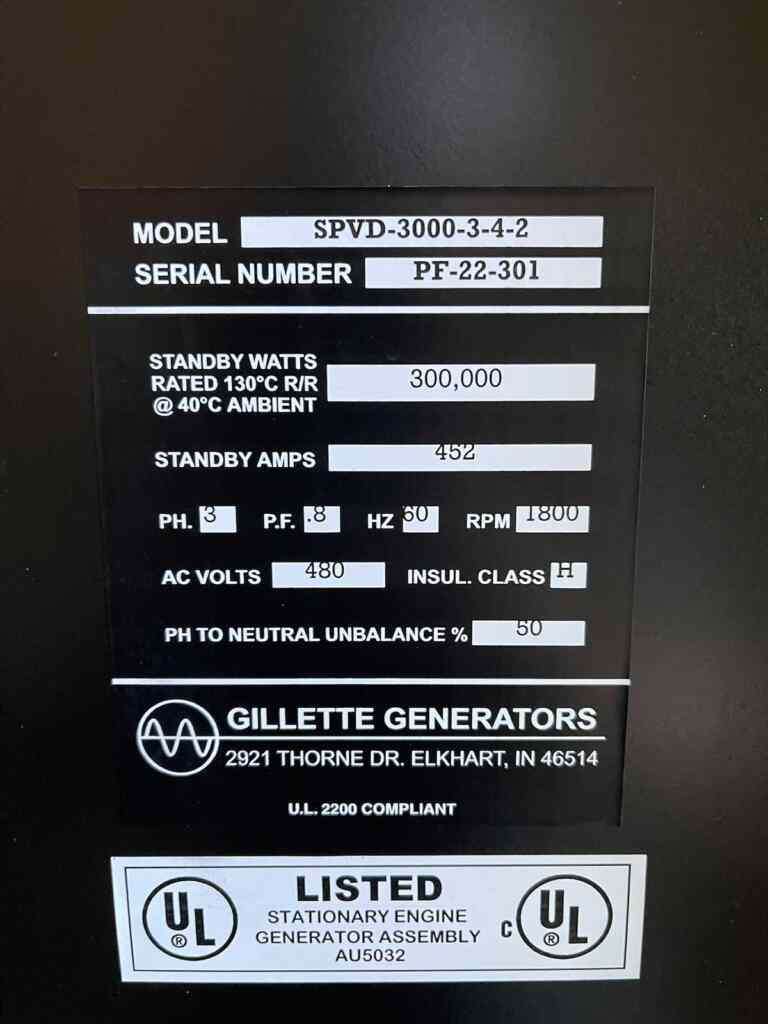 MODEL SPVD-3000-3-4-2
SERIAL NUMBER PF-22-301
STANDBY WATTS
RATED 130°C R/R
@ 40°C AMBIENT
300,000
STANDBY AMPS 452
PH. 3 P.F. .8 HZ 60 RPM 1800
AC VOLTS 480 INSUL. CLASS H
PH TO NEUTRAL UNBALANCE % 50
GILLETTE GENERATORS
2921 THORNE DR. ELKHART, IN 46514
U.L. 2200 COMPLIANT
UL ® LISTED c UL ®
STATIONARY ENGINE
GENERATOR ASSEMBLY
AU5032